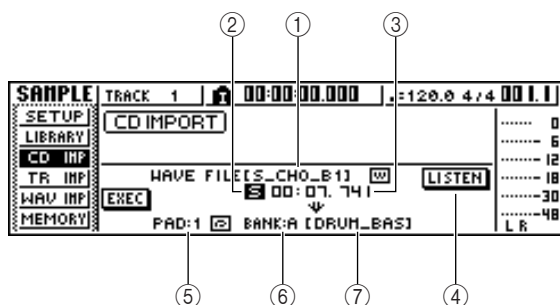 ② ① ③
SAMPLE TRACK 1 00:00:00.000 ♩=120.0 4/4 001.1
SETUP
LIBRARY
CD IMP
TR IMP
WAV IMP
MEMORY
CD IMPORT
WAVE FILE[S_CHO_B1] W LISTEN
S 00:07.741
EXEC
PAD:1 BANK:A [DRUM_BAS]
0
6
12
18
30
48
L R
④
⑤ ⑥ ⑦